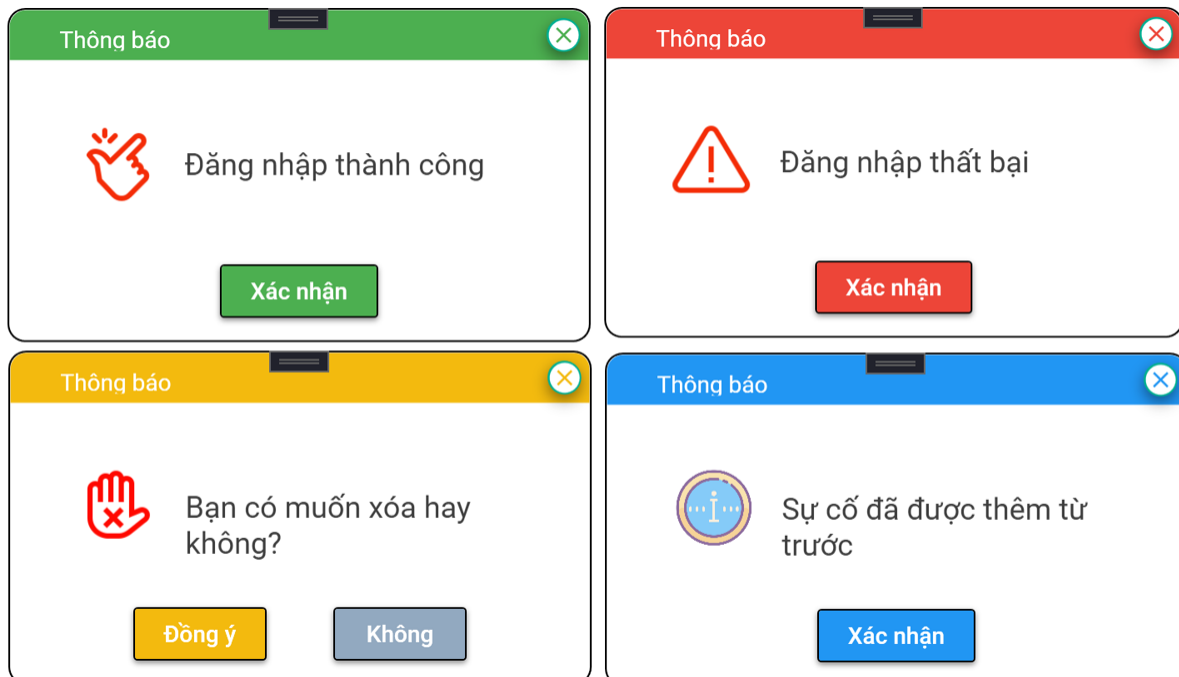 Thông báo
Đăng nhập thành công
Xác nhận
Thông báo
Đăng nhập thất bại
Xác nhận
Thông báo
Bạn có muốn xóa hay
không?
Đồng ý
Không
Thông báo
Sự cố đã được thêm từ
trước
Xác nhận